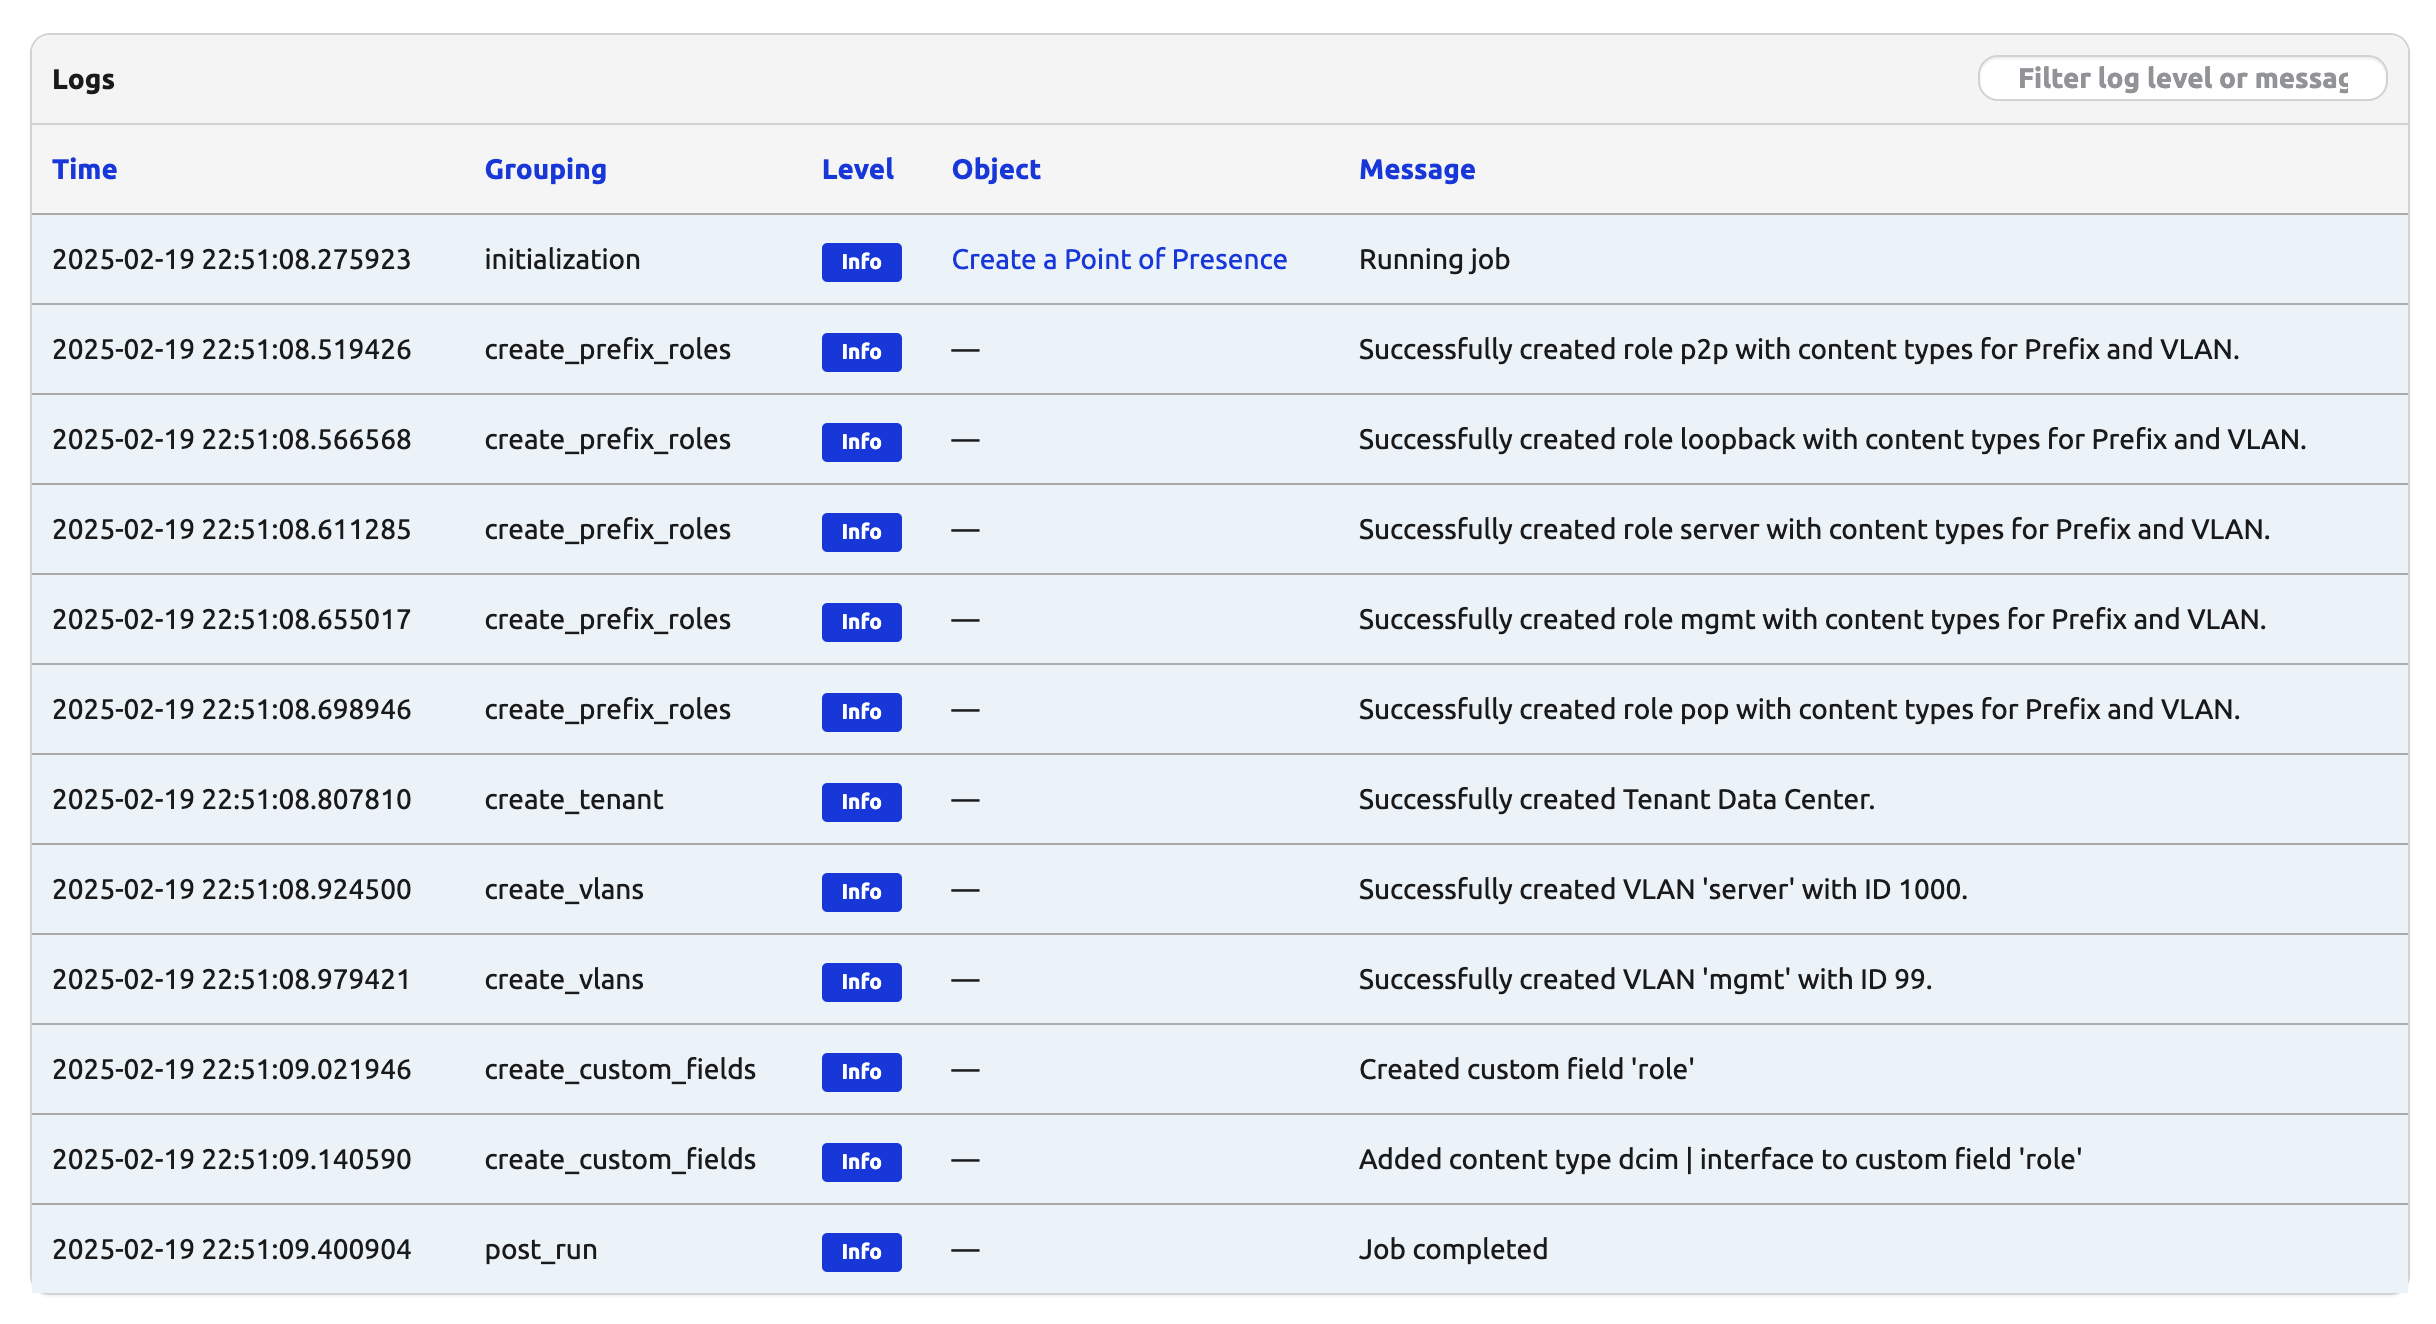 Logs
Filter log level or messag
Time Grouping Level Object Message
2025-02-19 22:51:08.275923 initialization Info Create a Point of Presence Running job
2025-02-19 22:51:08.519426 create_prefix_roles Info — Successfully created role p2p with content types for Prefix and VLAN.
2025-02-19 22:51:08.566568 create_prefix_roles Info — Successfully created role loopback with content types for Prefix and VLAN.
2025-02-19 22:51:08.611285 create_prefix_roles Info — Successfully created role server with content types for Prefix and VLAN.
2025-02-19 22:51:08.655017 create_prefix_roles Info — Successfully created role mgmt with content types for Prefix and VLAN.
2025-02-19 22:51:08.698946 create_prefix_roles Info — Successfully created role pop with content types for Prefix and VLAN.
2025-02-19 22:51:08.807810 create_tenant Info — Successfully created Tenant Data Center.
2025-02-19 22:51:08.924500 create_vlans Info — Successfully created VLAN 'server' with ID 1000.
2025-02-19 22:51:08.979421 create_vlans Info — Successfully created VLAN 'mgmt' with ID 99.
2025-02-19 22:51:09.021946 create_custom_fields Info — Created custom field 'role'
2025-02-19 22:51:09.140590 create_custom_fields Info — Added content type dcim | interface to custom field 'role'
2025-02-19 22:51:09.400904 post_run Info — Job completed